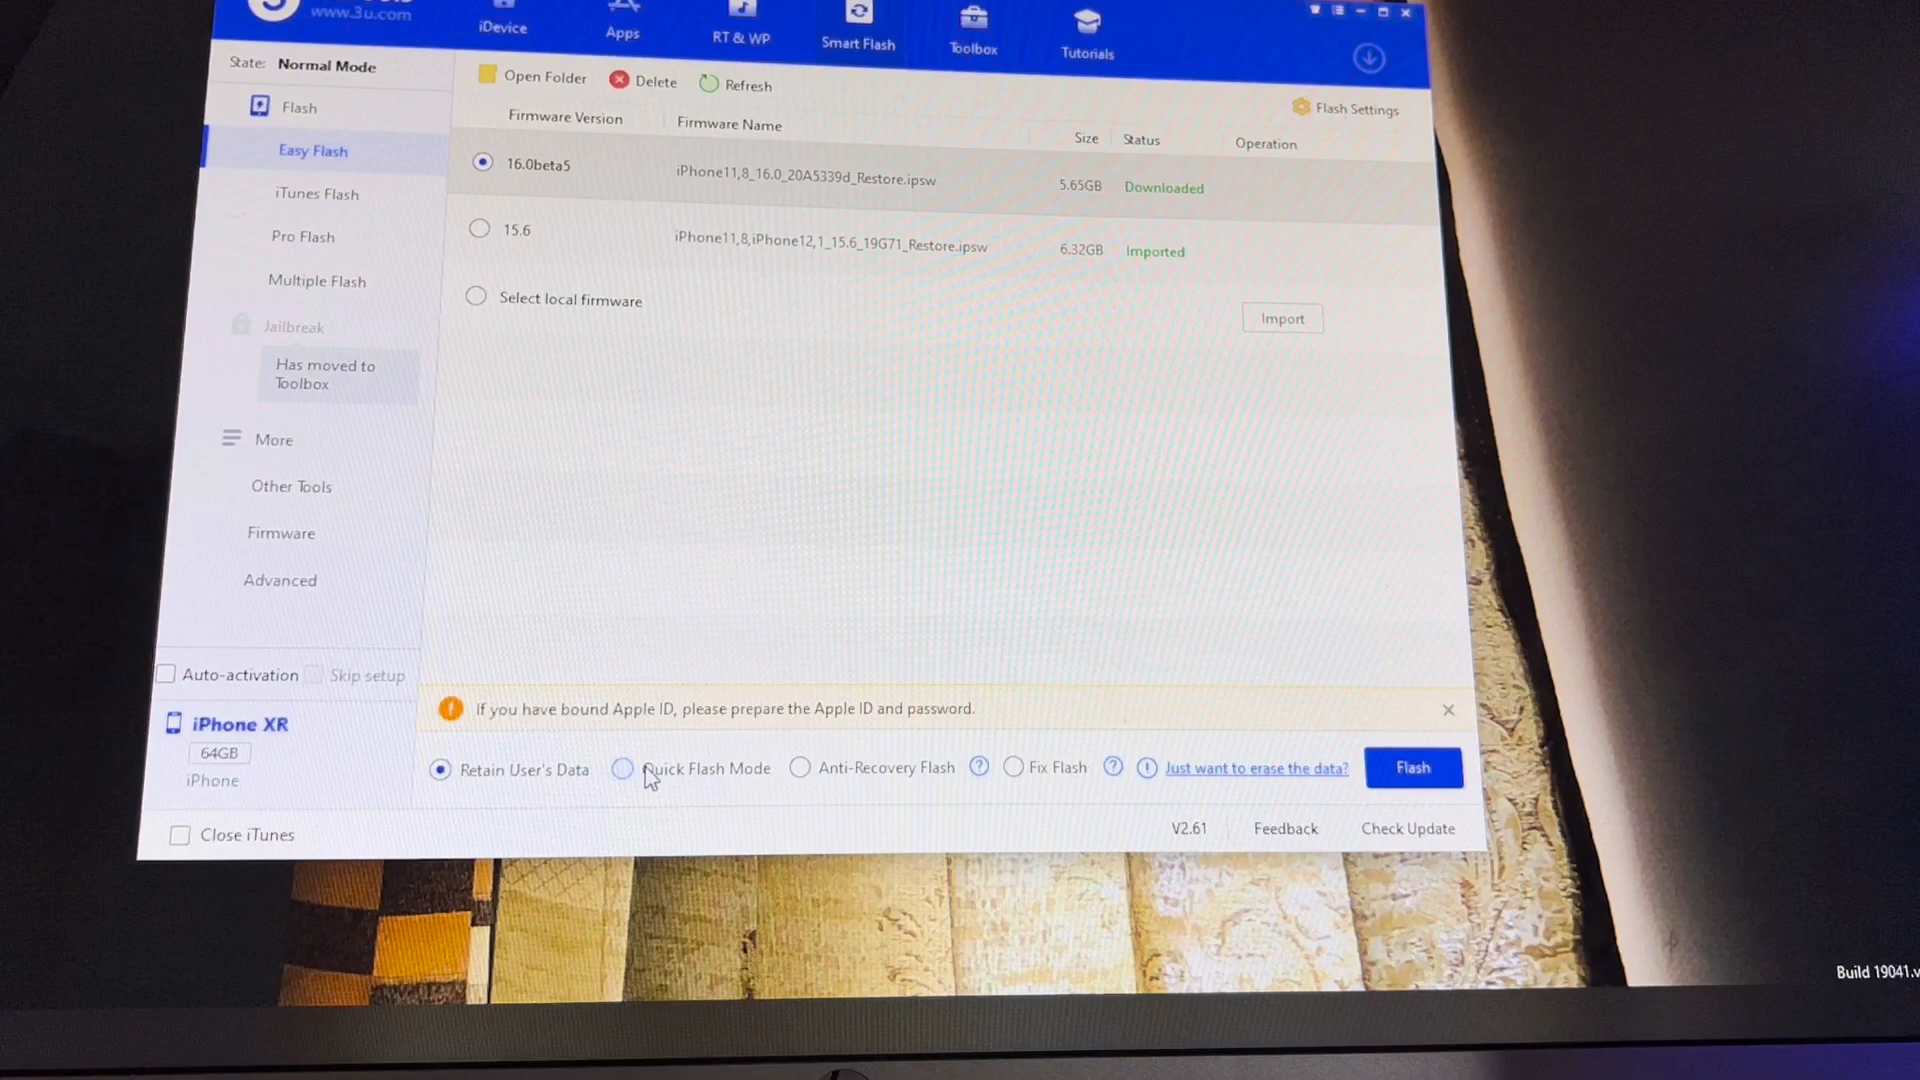 www.3u.com
iDevice
Apps
RT & WP
Smart Flash
Toolbox
Tutorials
State: Normal Mode
Open Folder
Delete
Refresh
Flash Settings
Flash
Easy Flash
iTunes Flash
Pro Flash
Multiple Flash
Jailbreak
Has moved to
Toolbox
More
Other Tools
Firmware
Advanced
Firmware Version
Firmware Name
Size
Status
Operation
16.0beta5
iPhone11,8_16.0_20A5339d_Restore.ipsw
5.65GB
Downloaded
15.6
iPhone11,8,iPhone12,1_15.6_19G71_Restore.ipsw
6.32GB
Imported
Select local firmware
Import
Auto-activation
Skip setup
iPhone XR
64GB
iPhone
If you have bound Apple ID, please prepare the Apple ID and password.
Retain User's Data
Quick Flash Mode
Anti-Recovery Flash
?
Fix Flash
?
Just want to erase the data?
Flash
Close iTunes
V2.61
Feedback
Check Update
Build 19041.v